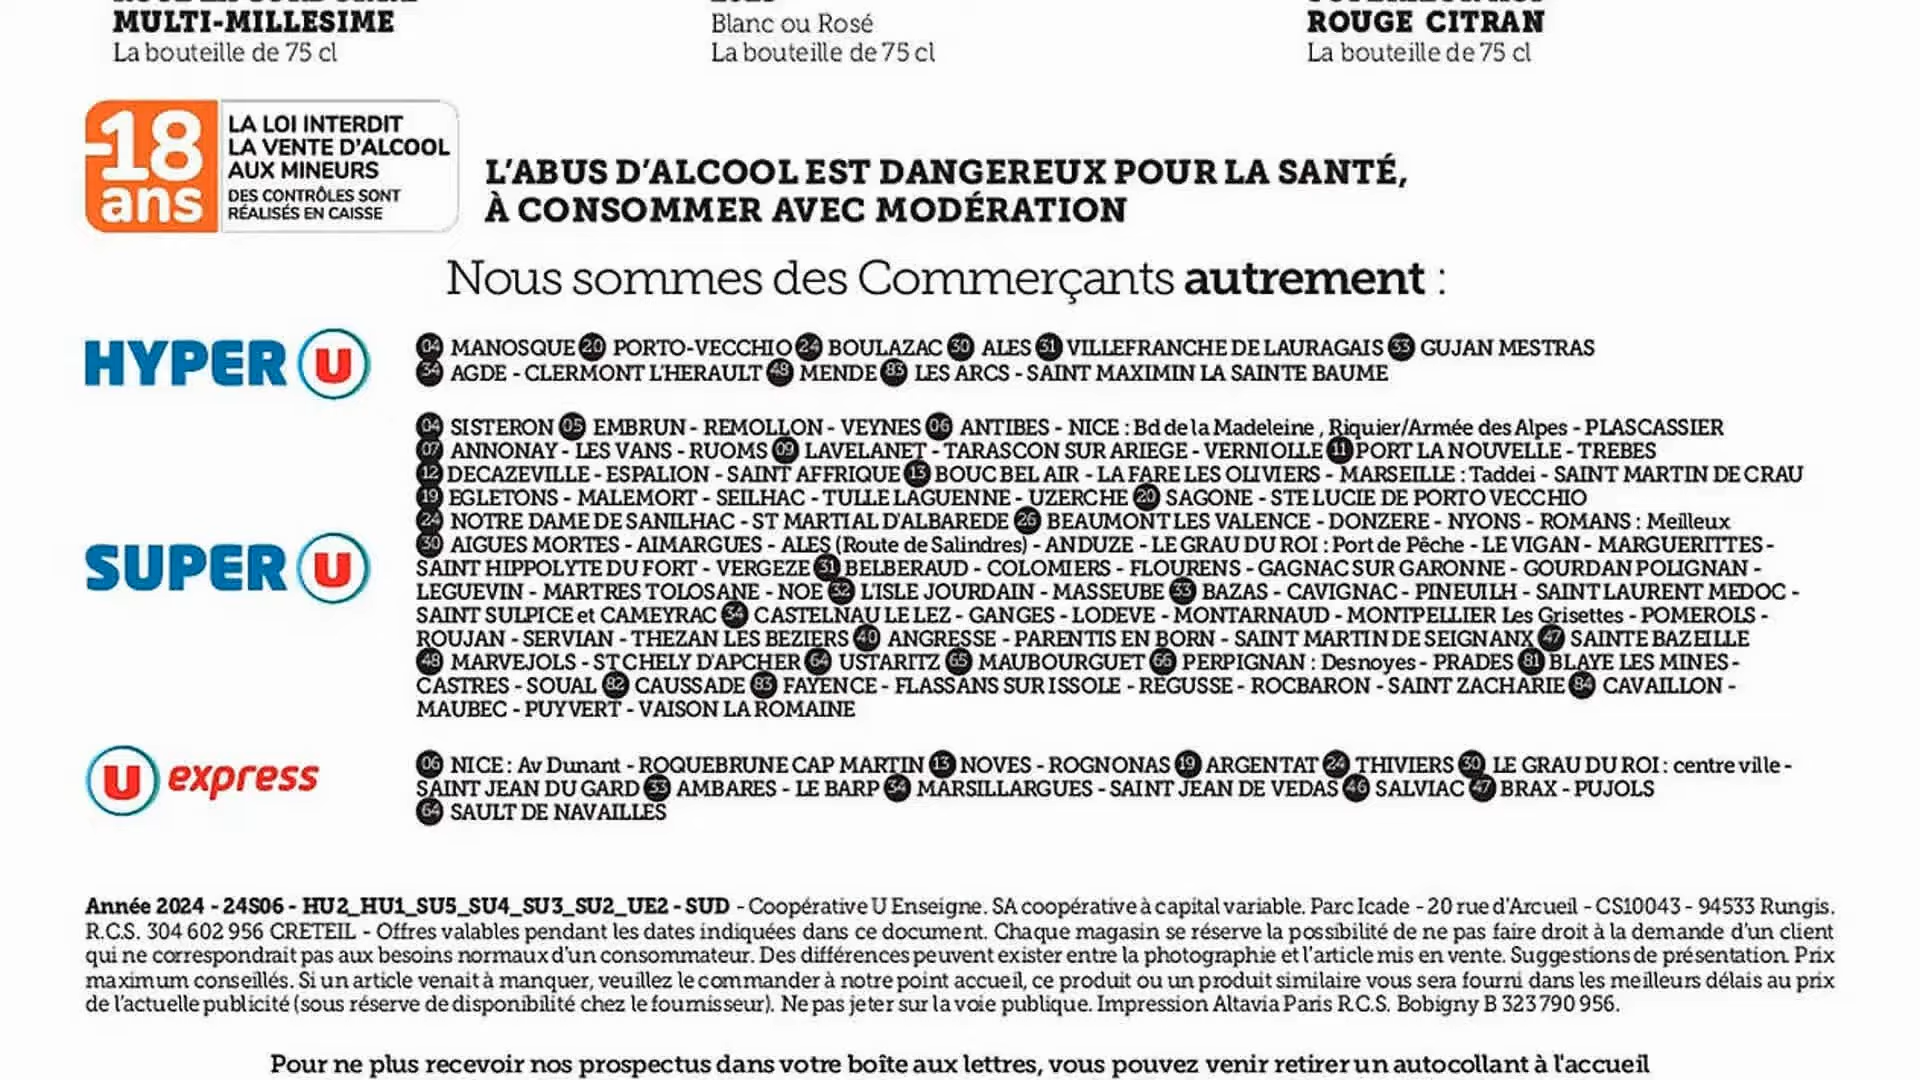 MULTI-MILLESIME
La bouteille de 75 cl
Blanc ou Rosé
La bouteille de 75 cl
ROUGE CITRAN
La bouteille de 75 cl
-18 ans
LA LOI INTERDIT
LA VENTE D'ALCOOL
AUX MINEURS
DES CONTRÔLES SONT
RÉALISÉS EN CAISSE
L'ABUS D'ALCOOL EST DANGEREUX POUR LA SANTÉ,
À CONSOMMER AVEC MODÉRATION
Nous sommes des Commerçants autrement :
HYPER U
04 MANOSQUE 20 PORTO-VECCHIO 24 BOULAZAC 30 ALES 31 VILLEFRANCHE DE LAURAGAIS 33 GUJAN MESTRAS
34 AGDE - CLERMONT L'HERAULT 48 MENDE 83 LES ARCS - SAINT MAXIMIN LA SAINTE BAUME
SUPER U
04 SISTERON 05 EMBRUN - REMOLLON - VEYNES 06 ANTIBES - NICE : Bd de la Madeleine , Riquier/Armée des Alpes - PLASCASSIER
07 ANNONAY - LES VANS - RUOMS 09 LAVELANET - TARASCON SUR ARIEGE - VERNIOLLE 11 PORT LA NOUVELLE - TREBES
12 DECAZEVILLE - ESPALION - SAINT AFFRIQUE 13 BOUC BEL AIR - LA FARE LES OLIVIERS - MARSEILLE : Taddei - SAINT MARTIN DE CRAU
19 EGLETONS - MALEMORT - SEILHAC - TULLE LAGUENNE - UZERCHE 20 SAGONE - STE LUCIE DE PORTO VECCHIO
24 NOTRE DAME DE SANILHAC - ST MARTIAL D'ALBAREDE 26 BEAUMONT LES VALENCE - DONZERE - NYONS - ROMANS : Meilleux
30 AIGUES MORTES - AIMARGUES - ALES (Route de Salindres) - ANDUZE - LE GRAU DU ROI : Port de Pêche - LE VIGAN - MARGUERITTES -
SAINT HIPPOLYTE DU FORT - VERGEZE 31 BELBERAUD - COLOMIERS - FLOURENS - GAGNAC SUR GARONNE - GOURDAN POLIGNAN -
LEGUEVIN - MARTRES TOLOSANE - NOE 32 L'ISLE JOURDAIN - MASSEUBE 33 BAZAS - CAVIGNAC - PINEUILH - SAINT LAURENT MEDOC -
SAINT SULPICE et CAMEYRAC 34 CASTELNAU LE LEZ - GANGES - LODEVE - MONTARNAUD - MONTPELLIER Les Grisettes - POMEROLS -
ROUJAN - SERVIAN - THEZAN LES BEZIERS 40 ANGRESSE - PARENTIS EN BORN - SAINT MARTIN DE SEIGNANX 47 SAINTE BAZEILLE
48 MARVEJOLS - ST CHELY D'APCHER 64 USTARITZ 65 MAUBOURGUET 66 PERPIGNAN : Desnoyes - PRADES 81 BLAYE LES MINES -
CASTRES - SOUAL 82 CAUSSADE 83 FAYENCE - FLASSANS SUR ISSOLE - REGUSSE - ROCBARON - SAINT ZACHARIE 84 CAVAILLON -
MAUBEC - PUYVERT - VAISON LA ROMAINE
U express
06 NICE : Av Dunant - ROQUEBRUNE CAP MARTIN 13 NOVES - ROGNONAS 19 ARGENTAT 24 THIVIERS 30 LE GRAU DU ROI : centre ville -
SAINT JEAN DU GARD 33 AMBARES - LE BARP 34 MARSILLARGUES - SAINT JEAN DE VEDAS 46 SALVIAC 47 BRAX - PUJOLS
64 SAULT DE NAVAILLES
Année 2024 - 24S06 - HU2_HU1_SU5_SU4_SU3_SU2_UE2 - SUD - Coopérative U Enseigne. SA coopérative à capital variable. Parc Icade - 20 rue d'Arcueil - CS10043 - 94533 Rungis.
R.C.S. 304 602 956 CRETEIL - Offres valables pendant les dates indiquées dans ce document. Chaque magasin se réserve la possibilité de ne pas faire droit à la demande d'un client
qui ne correspondrait pas aux besoins normaux d'un consommateur. Des différences peuvent exister entre la photographie et l'article mis en vente. Suggestions de présentation. Prix
maximum conseillés. Si un article venait à manquer, veuillez le commander à notre point accueil, ce produit ou un produit similaire vous sera fourni dans les meilleurs délais au prix
de l'actuelle publicité (sous réserve de disponibilité chez le fournisseur). Ne pas jeter sur la voie publique. Impression Altavia Paris R.C.S. Bobigny B 323 790 956.
Pour ne plus recevoir nos prospectus dans votre boîte aux lettres, vous pouvez venir retirer un autocollant à l'accueil